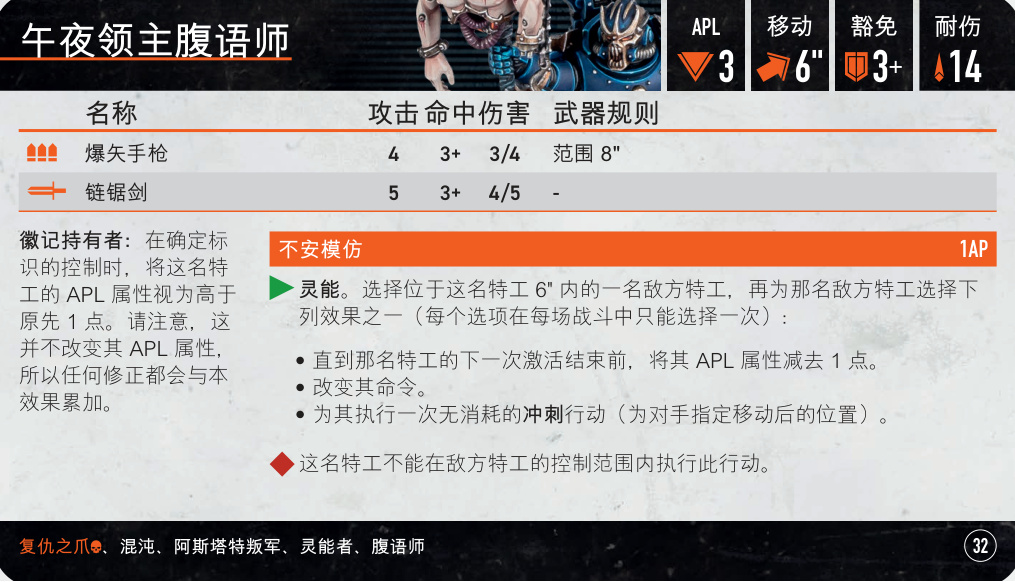 午夜领主腹语师
APL 移动 豁免 耐伤
3 6" 3+ 14
名称 攻击 命中 伤害 武器规则
爆矢手枪 4 3+ 3/4 范围 8"
链锯剑 5 3+ 4/5 -
徽记持有者：在确定标
识的控制时，将这名特
工的 APL 属性视为高于
原先 1 点。请注意，这
并不改变其 APL 属性，
所以任何修正都会与本
效果累加。
不安模仿 1AP
灵能。选择位于这名特工 6" 内的一名敌方特工，再为那名敌方特工选择下
列效果之一（每个选项在每场战斗中只能选择一次）:
• 直到那名特工的下一次激活结束前，将其 APL 属性减去 1 点。
• 改变其命令。
• 为其执行一次无消耗的冲刺行动（为对手指定移动后的位置）。
这名特工不能在敌方特工的控制范围内执行此行动。
复仇之爪、混沌、阿斯塔特叛军、灵能者、腹语师
32